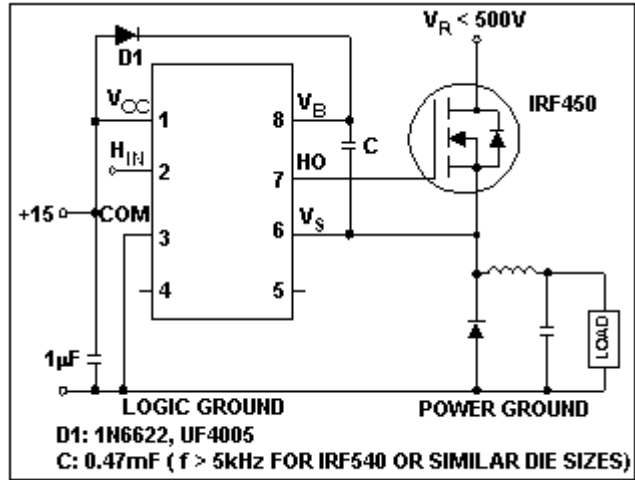 V_R < 500V
D1
IRF450
V_CC
1
8
V_B
C
H_IN
2
HO
7
+15
COM
3
V_S
6
4
5
1µF
LOAD
LOGIC GROUND
POWER GROUND
D1: 1N6622, UF4005
C: 0.47mF ( f > 5kHz FOR IRF540 OR SIMILAR DIE SIZES)